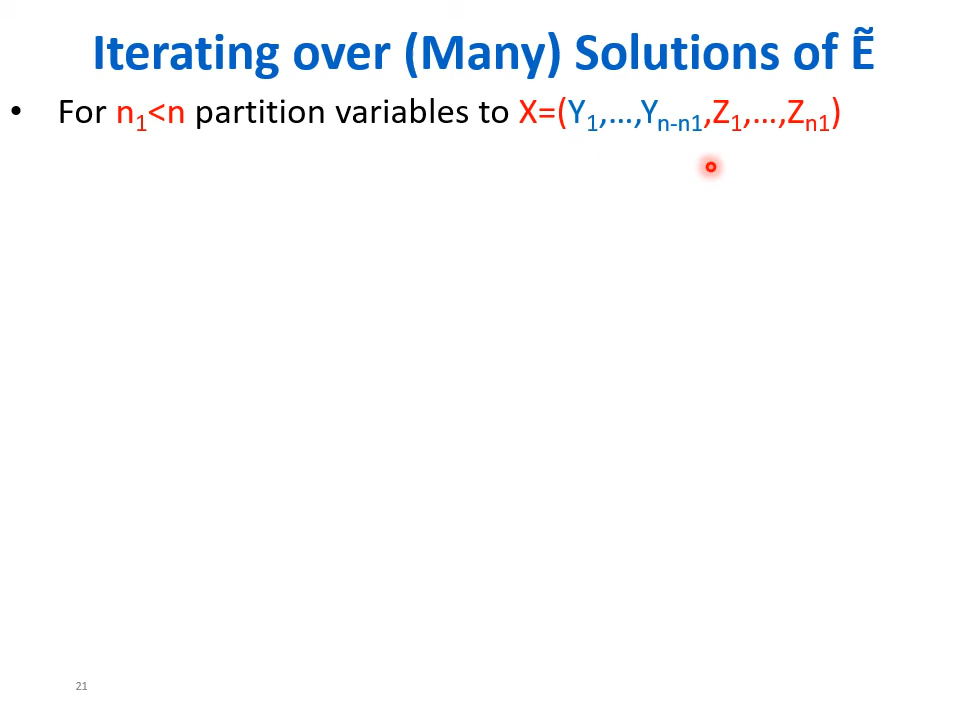 Iterating over (Many) Solutions of Ẽ
• For n₁<n partition variables to X=(Y₁,…,Yₙ₋ₙ₁,Z₁,…,Zₙ₁)
21